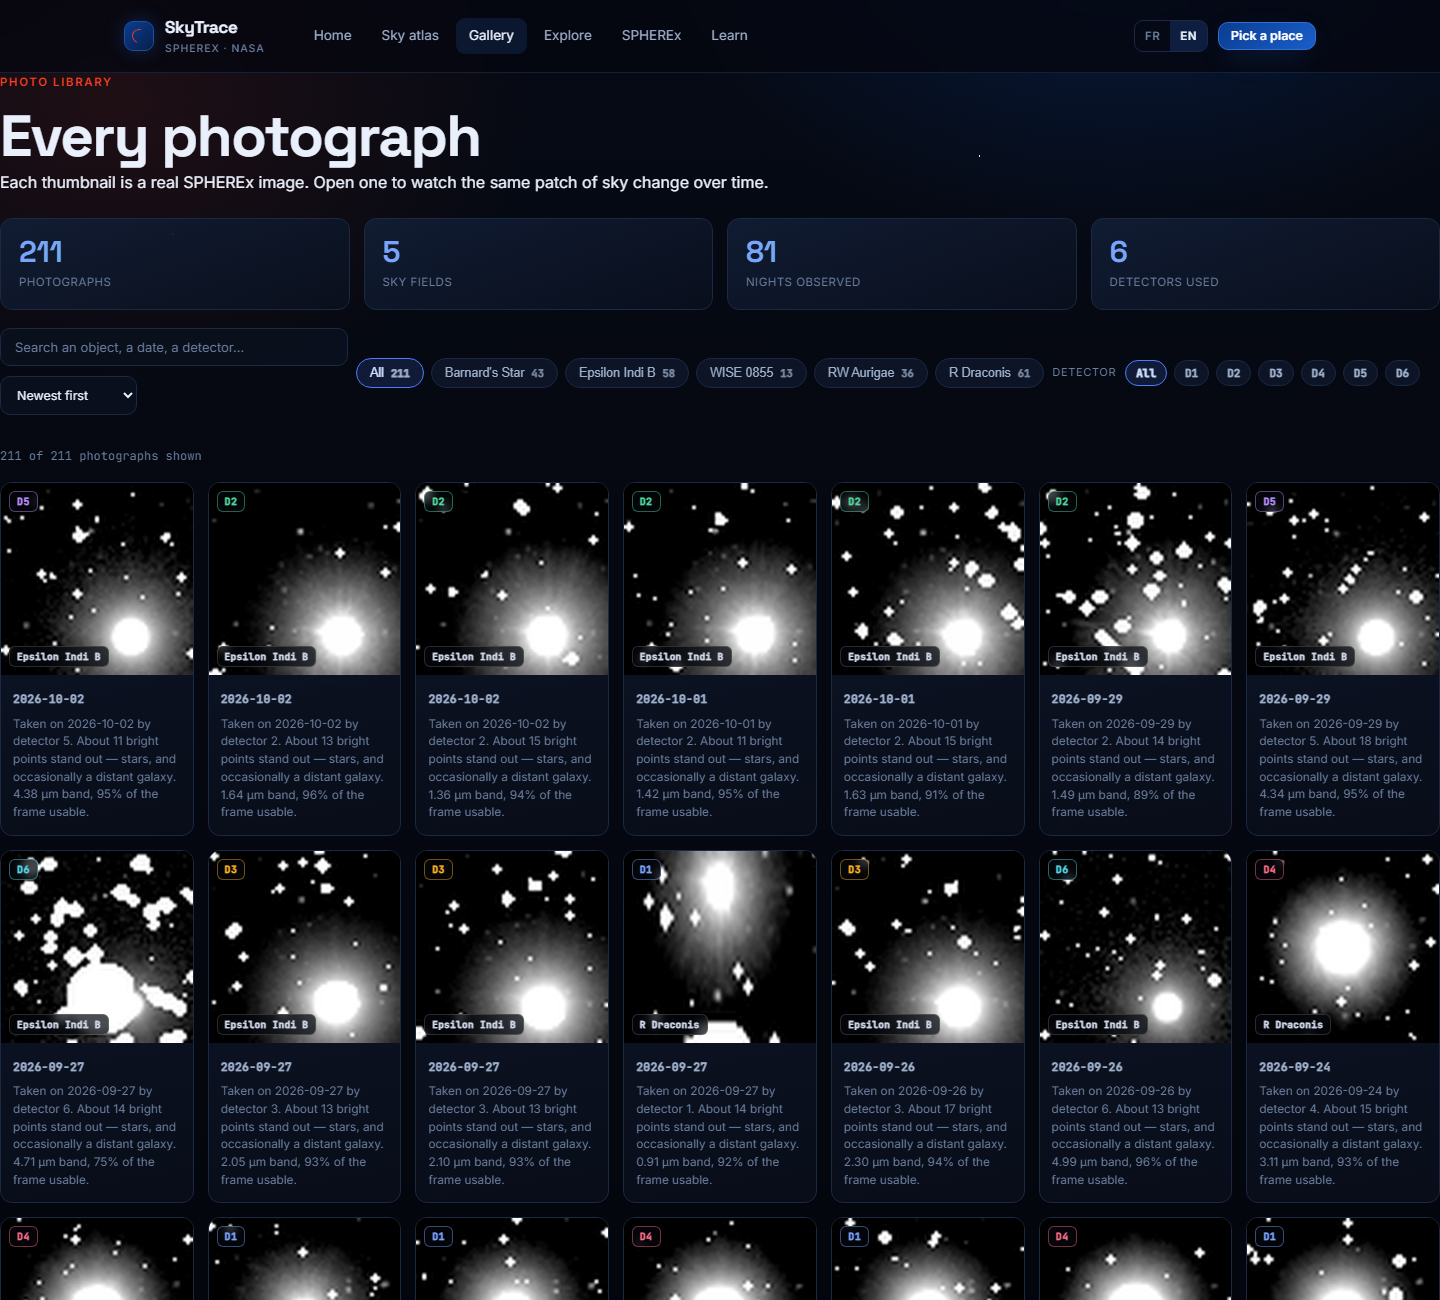 SkyTrace
SPHEREX · NASA
Home
Sky atlas
Gallery
Explore
SPHEREx
Learn
FR
EN
Pick a place
PHOTO LIBRARY
Every photograph
Each thumbnail is a real SPHEREx image. Open one to watch the same patch of sky change over time.
211
PHOTOGRAPHS
5
SKY FIELDS
81
NIGHTS OBSERVED
6
DETECTORS USED
Search an object, a date, a detector...
Newest first
All 211
Barnard's Star 43
Epsilon Indi B 58
WISE 0855 13
RW Aurigae 36
R Draconis 61
DETECTOR
All
D1
D2
D3
D4
D5
D6
211 of 211 photographs shown
D5
Epsilon Indi B
2026-10-02
Taken on 2026-10-02 by
detector 5. About 11 bright
points stand out — stars, and
occasionally a distant galaxy.
4.38 µm band, 95% of the
frame usable.
D2
Epsilon Indi B
2026-10-02
Taken on 2026-10-02 by
detector 2. About 13 bright
points stand out — stars, and
occasionally a distant galaxy.
1.64 µm band, 96% of the
frame usable.
D2
Epsilon Indi B
2026-10-02
Taken on 2026-10-02 by
detector 2. About 15 bright
points stand out — stars, and
occasionally a distant galaxy.
1.36 µm band, 94% of the
frame usable.
D2
Epsilon Indi B
2026-10-01
Taken on 2026-10-01 by
detector 2. About 11 bright
points stand out — stars, and
occasionally a distant galaxy.
1.42 µm band, 95% of the
frame usable.
D2
Epsilon Indi B
2026-10-01
Taken on 2026-10-01 by
detector 2. About 15 bright
points stand out — stars, and
occasionally a distant galaxy.
1.63 µm band, 91% of the
frame usable.
D2
Epsilon Indi B
2026-09-29
Taken on 2026-09-29 by
detector 2. About 14 bright
points stand out — stars, and
occasionally a distant galaxy.
1.49 µm band, 89% of the
frame usable.
D5
Epsilon Indi B
2026-09-29
Taken on 2026-09-29 by
detector 5. About 18 bright
points stand out — stars, and
occasionally a distant galaxy.
4.34 µm band, 95% of the
frame usable.
D6
Epsilon Indi B
2026-09-27
Taken on 2026-09-27 by
detector 6. About 14 bright
points stand out — stars, and
occasionally a distant galaxy.
4.71 µm band, 75% of the
frame usable.
D3
Epsilon Indi B
2026-09-27
Taken on 2026-09-27 by
detector 3. About 13 bright
points stand out — stars, and
occasionally a distant galaxy.
2.05 µm band, 93% of the
frame usable.
D3
Epsilon Indi B
2026-09-27
Taken on 2026-09-27 by
detector 3. About 13 bright
points stand out — stars, and
occasionally a distant galaxy.
2.10 µm band, 93% of the
frame usable.
D1
R Draconis
2026-09-27
Taken on 2026-09-27 by
detector 1. About 14 bright
points stand out — stars, and
occasionally a distant galaxy.
0.91 µm band, 92% of the
frame usable.
D3
Epsilon Indi B
2026-09-26
Taken on 2026-09-26 by
detector 3. About 17 bright
points stand out — stars, and
occasionally a distant galaxy.
2.30 µm band, 94% of the
frame usable.
D6
Epsilon Indi B
2026-09-26
Taken on 2026-09-26 by
detector 6. About 13 bright
points stand out — stars, and
occasionally a distant galaxy.
4.99 µm band, 96% of the
frame usable.
D4
R Draconis
2026-09-24
Taken on 2026-09-24 by
detector 4. About 15 bright
points stand out — stars, and
occasionally a distant galaxy.
3.11 µm band, 93% of the
frame usable.
D4
D1
D1
D4
D1
D4
D1